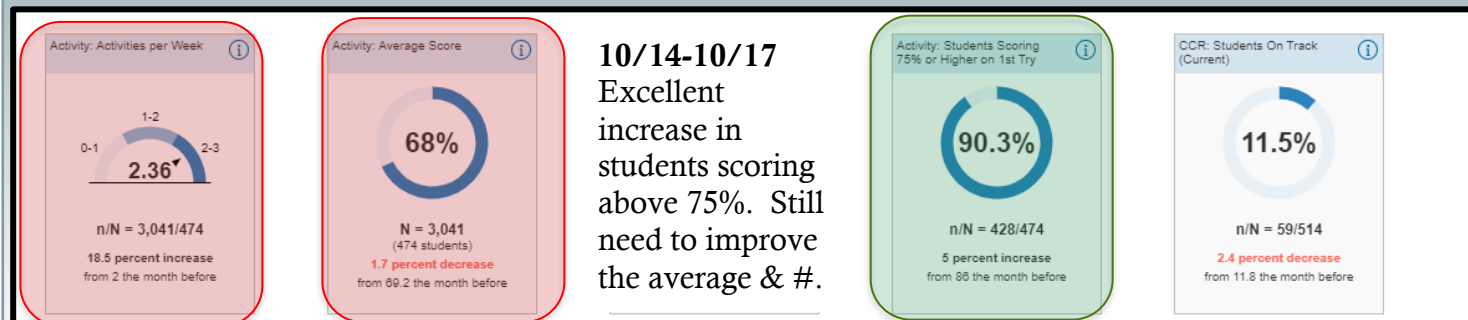 Activity: Activities per Week
1-2
0-1
2-3
2.36
n/N = 3,041/474
18.5 percent increase
from 2 the month before
Activity: Average Score
68%
N = 3,041
(474 students)
1.7 percent decrease
from 69.2 the month before
10/14-10/17
Excellent
increase in
students scoring
above 75%. Still
need to improve
the average & #.
Activity: Students Scoring
75% or Higher on 1st Try
90.3%
n/N = 428/474
5 percent increase
from 86 the month before
CCR: Students On Track
(Current)
11.5%
n/N = 59/514
2.4 percent decrease
from 11.8 the month before